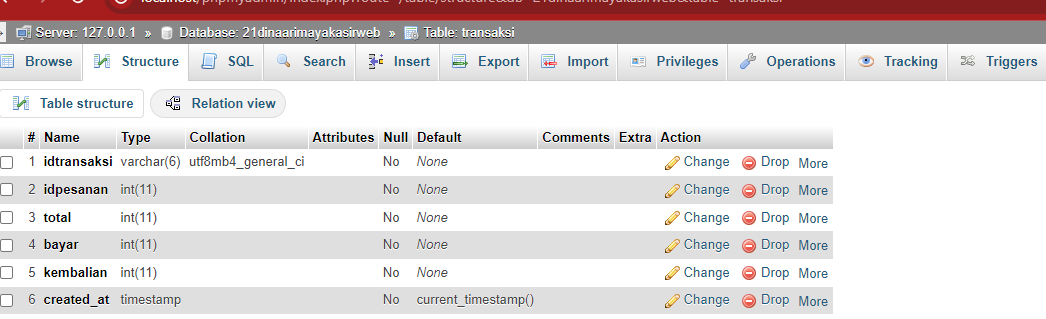 Server: 127.0.0.1 » Database: 21dinaarimayakasirweb » Table: transaksi
Browse Structure SQL Search Insert Export Import Privileges Operations Tracking Triggers
Table structure Relation view
# Name Type Collation Attributes Null Default Comments Extra Action
1 idtransaksi varchar(6) utf8mb4_general_ci No None Change Drop More
2 idpesanan int(11) No None Change Drop More
3 total int(11) No None Change Drop More
4 bayar int(11) No None Change Drop More
5 kembalian int(11) No None Change Drop More
6 created_at timestamp No current_timestamp() Change Drop More